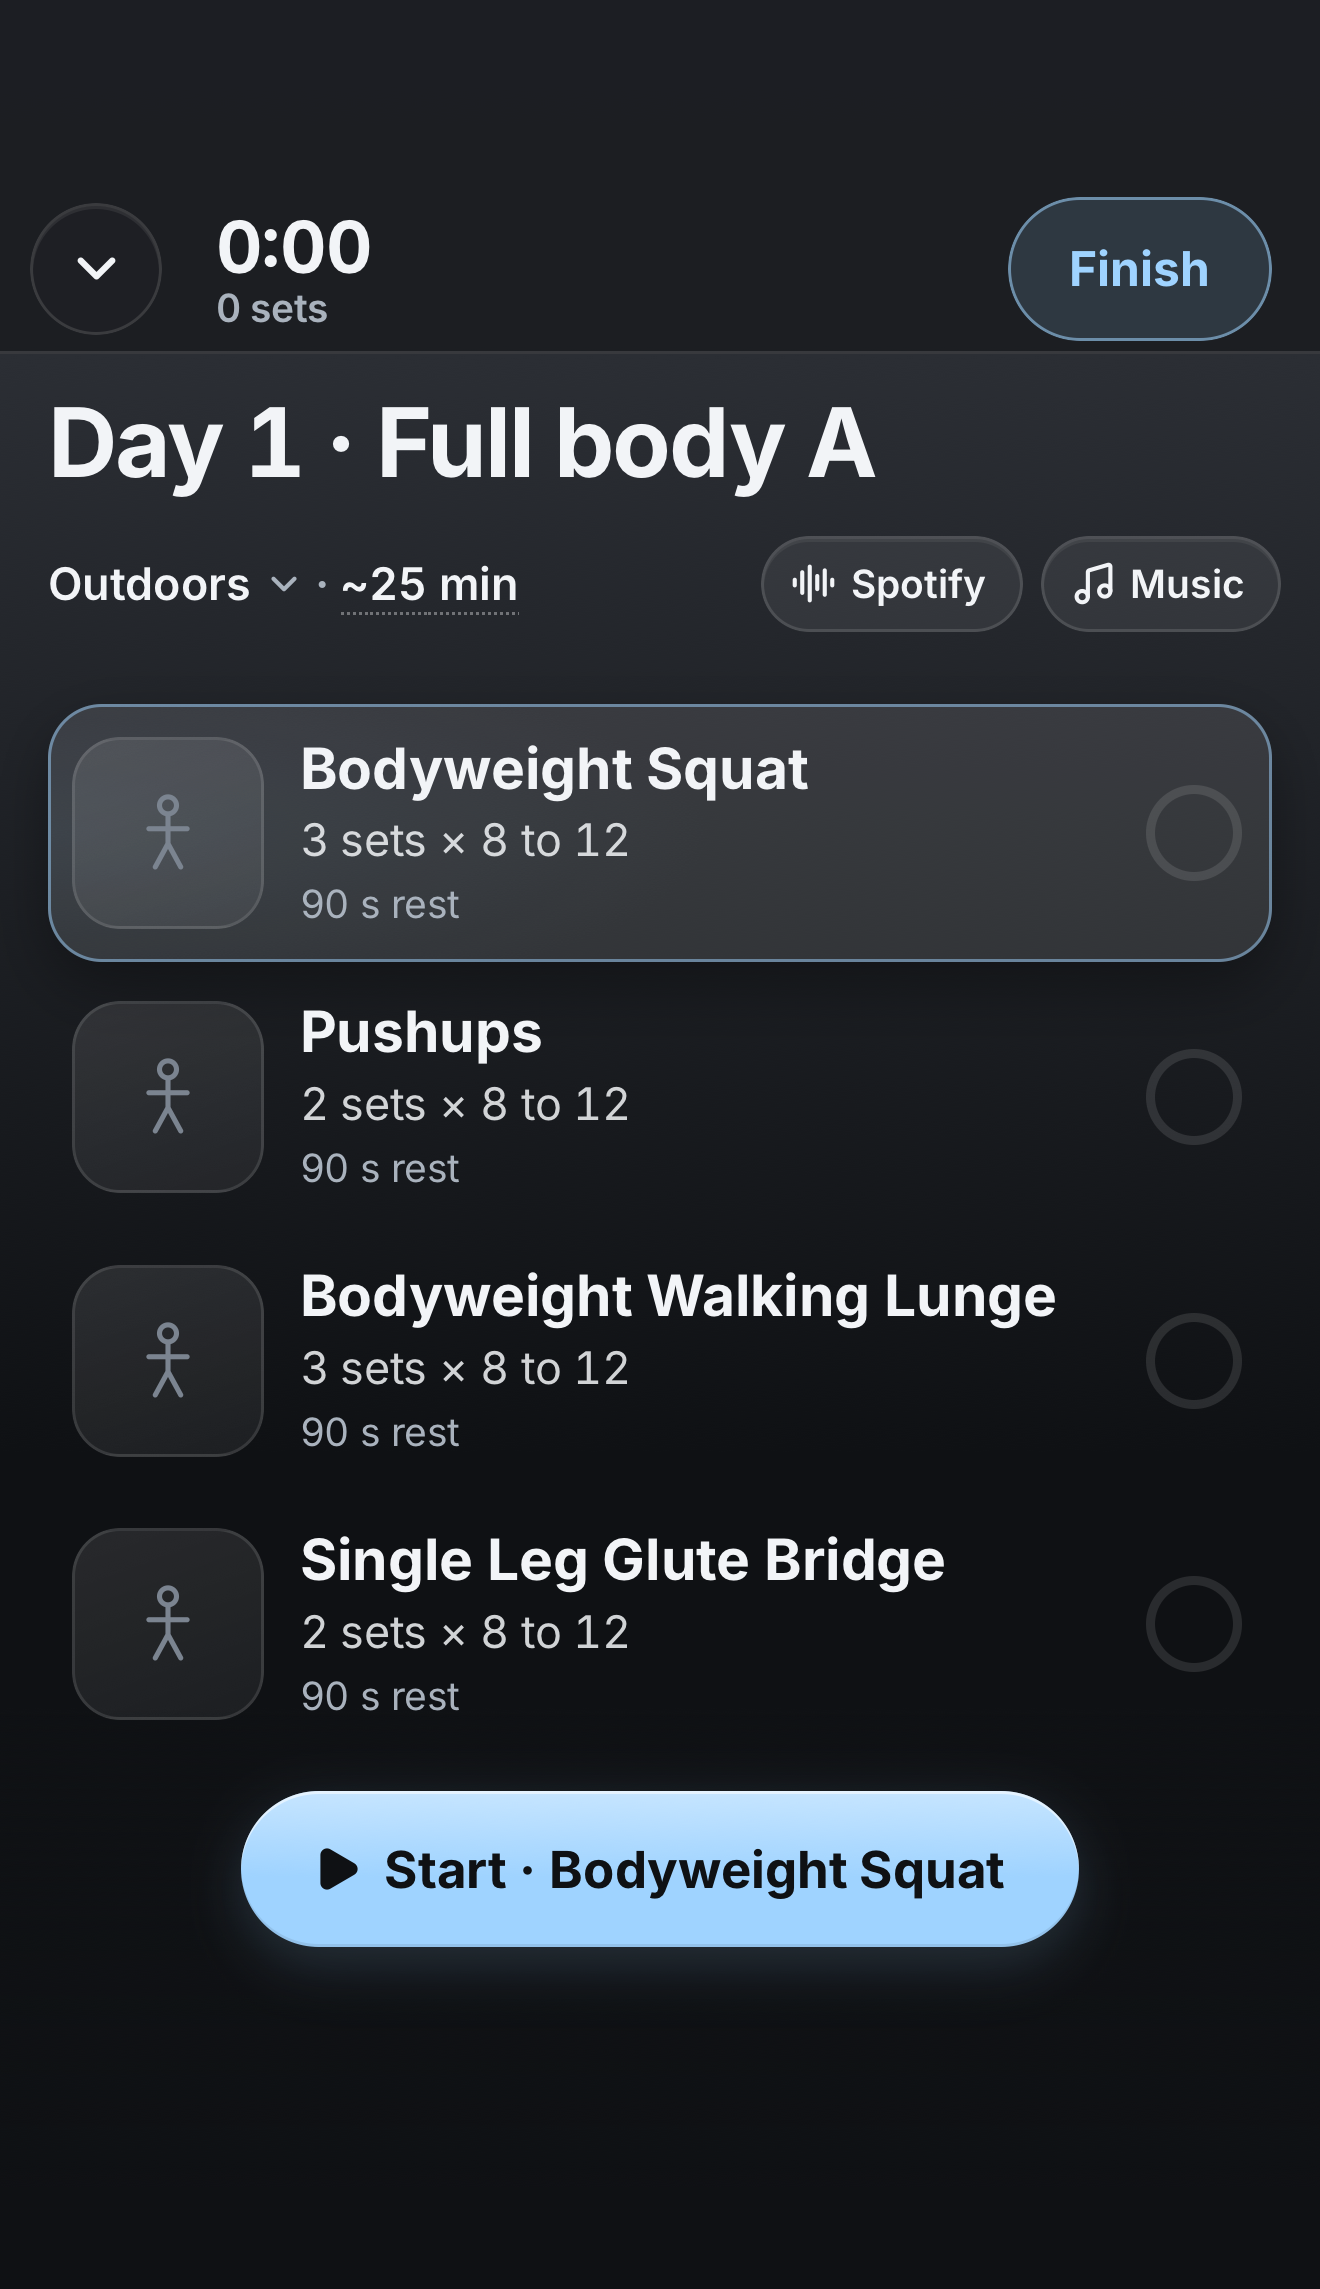 0:00
0 sets
Finish
Day 1 · Full body A
Outdoors · ~25 min
Spotify
Music
Bodyweight Squat
3 sets × 8 to 12
90 s rest
Pushups
2 sets × 8 to 12
90 s rest
Bodyweight Walking Lunge
3 sets × 8 to 12
90 s rest
Single Leg Glute Bridge
2 sets × 8 to 12
90 s rest
Start · Bodyweight Squat